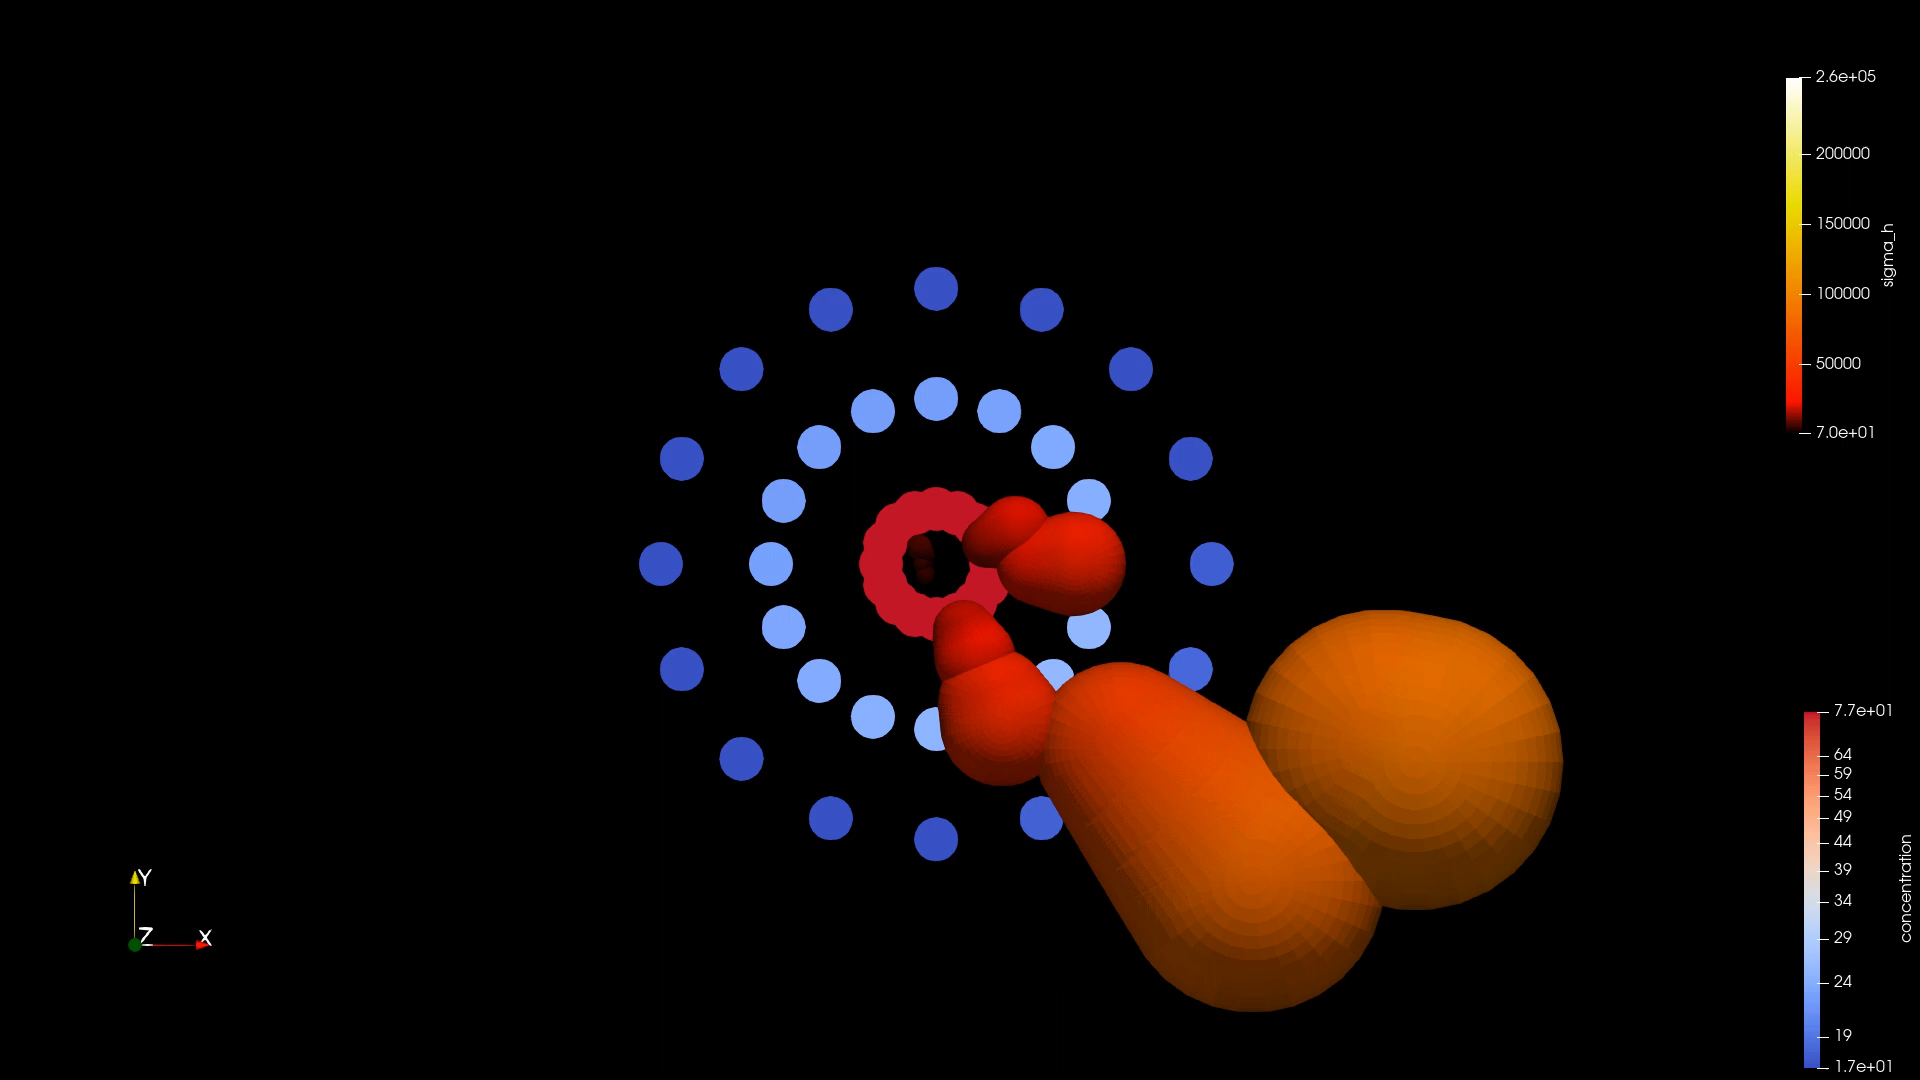 2.6e+05
200000
150000
100000
50000
7.0e+01
sigma_h
7.7e+01
64
59
54
49
44
39
34
29
24
19
1.7e+01
concentration
Y
Z
X